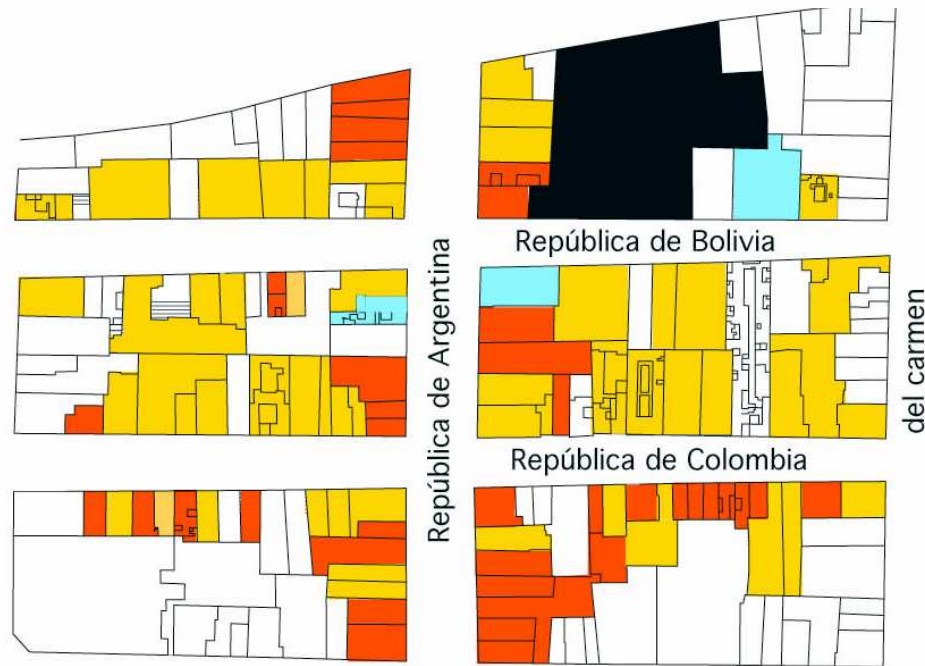 República de Bolivia
República de Argentina
del carmen
República de Colombia